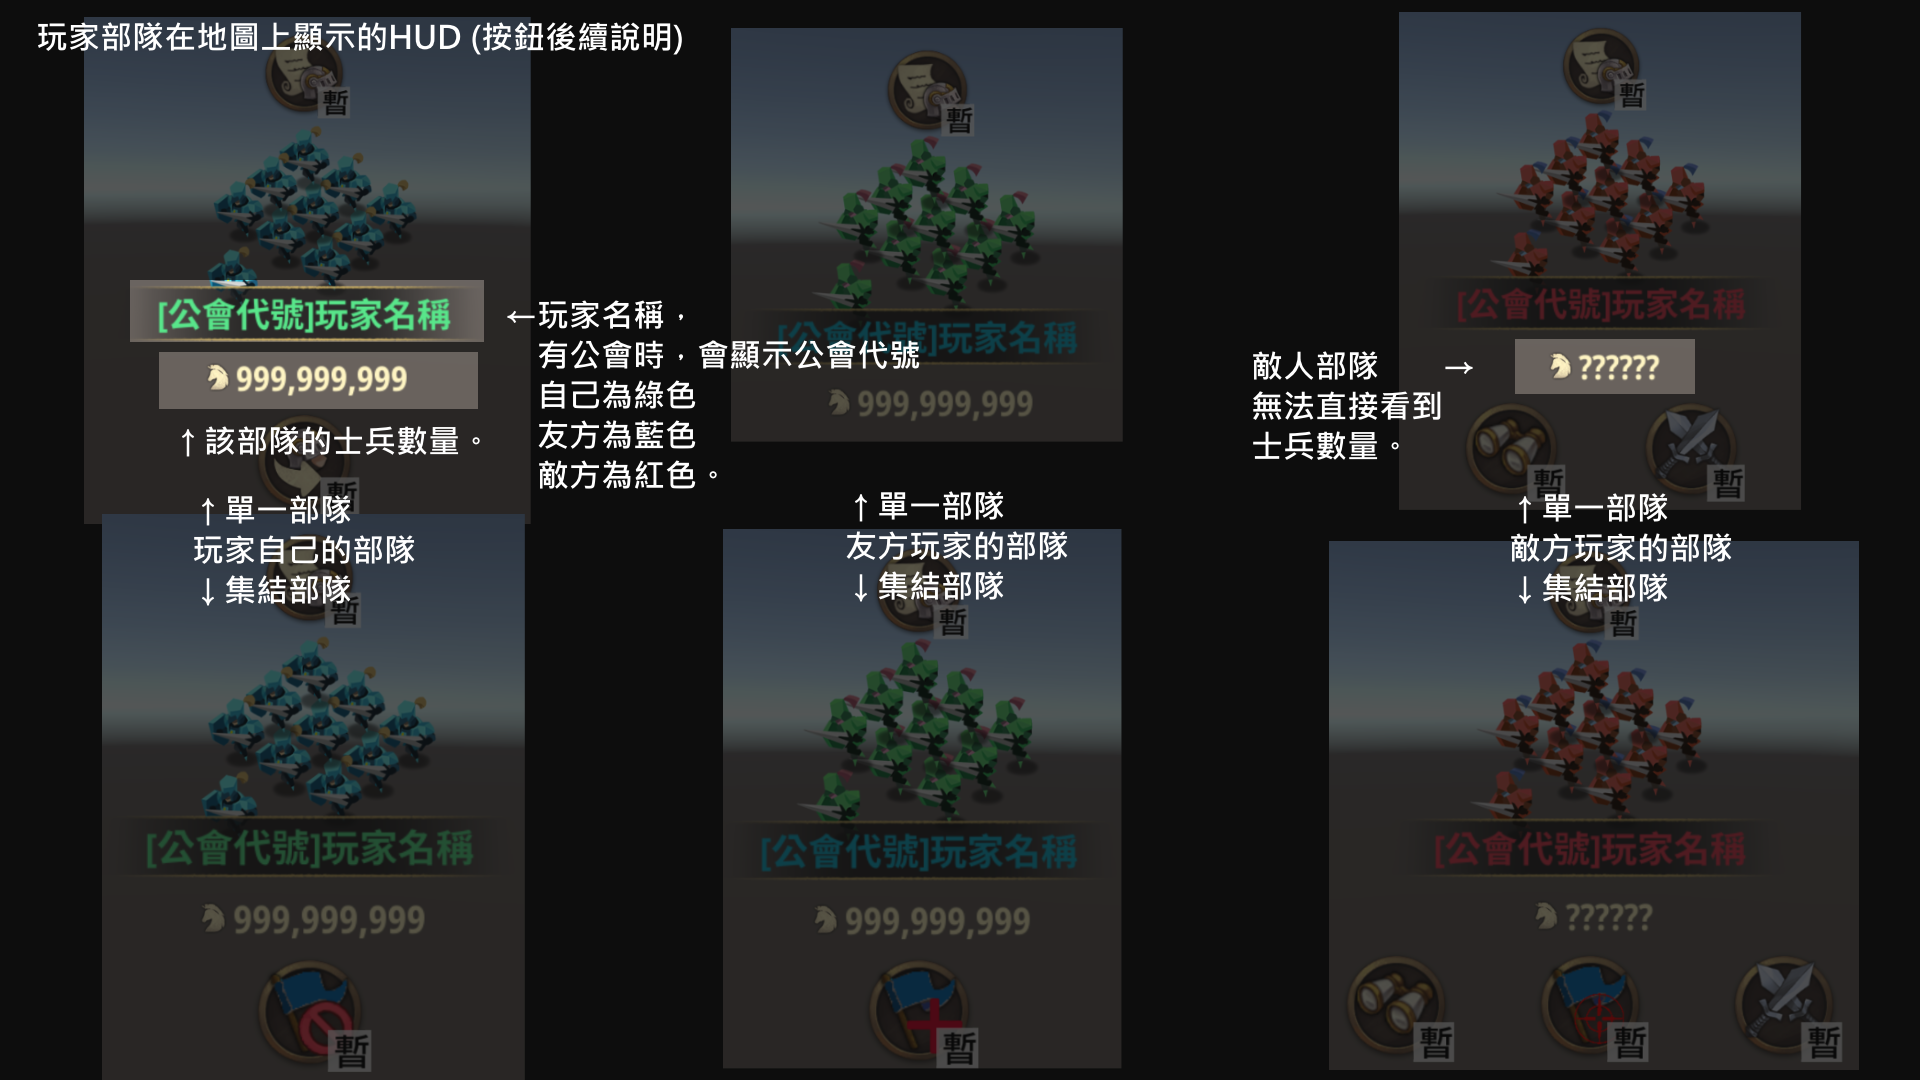 玩家部隊在地圖上顯示的HUD (按鈕後續說明)
暫
暫
暫
[公會代號]玩家名稱
999,999,999
↑該部隊的士兵數量。
暫
←玩家名稱，
有公會時，會顯示公會代號
自己為綠色
友方為藍色
敵方為紅色。
[公會代號]玩家名稱
999,999,999
[公會代號]玩家名稱
敵人部隊 →
無法直接看到
士兵數量。
??????
暫
暫
↑單一部隊
玩家自己的部隊
↓集結部隊
↑單一部隊
友方玩家的部隊
↓集結部隊
↑單一部隊
敵方玩家的部隊
↓集結部隊
暫
暫
暫
[公會代號]玩家名稱
999,999,999
暫
[公會代號]玩家名稱
999,999,999
暫
[公會代號]玩家名稱
??????
暫
暫
暫